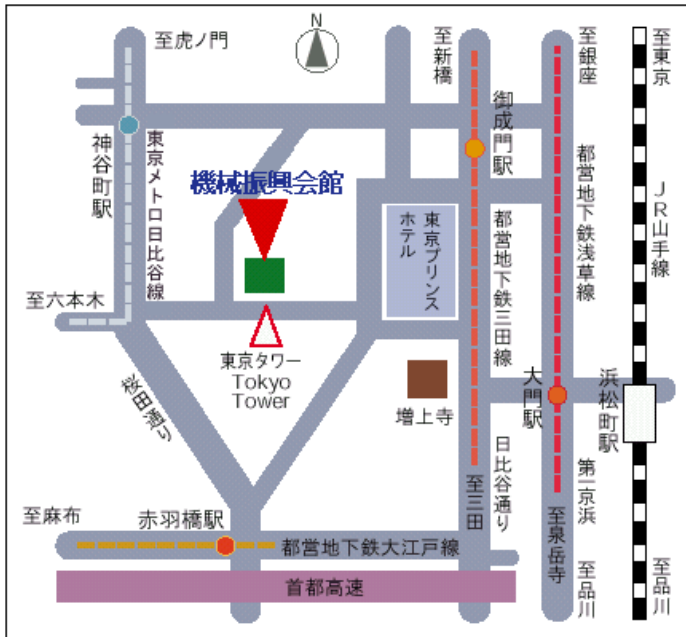 至虎ノ門
N
至新橋
至銀座
至東京
御成門駅
神谷町駅
東京メトロ日比谷線
機械振興会館
東京プリンス
ホテル
都営地下鉄三田線
都営地下鉄浅草線
JR山手線
至六本木
東京タワー
Tokyo
Tower
桜田通り
増上寺
大門駅
浜松町駅
日比谷通り
至三田
第一京浜
至泉岳寺
至品川
至品川
至麻布
赤羽橋駅
都営地下鉄大江戸線
首都高速